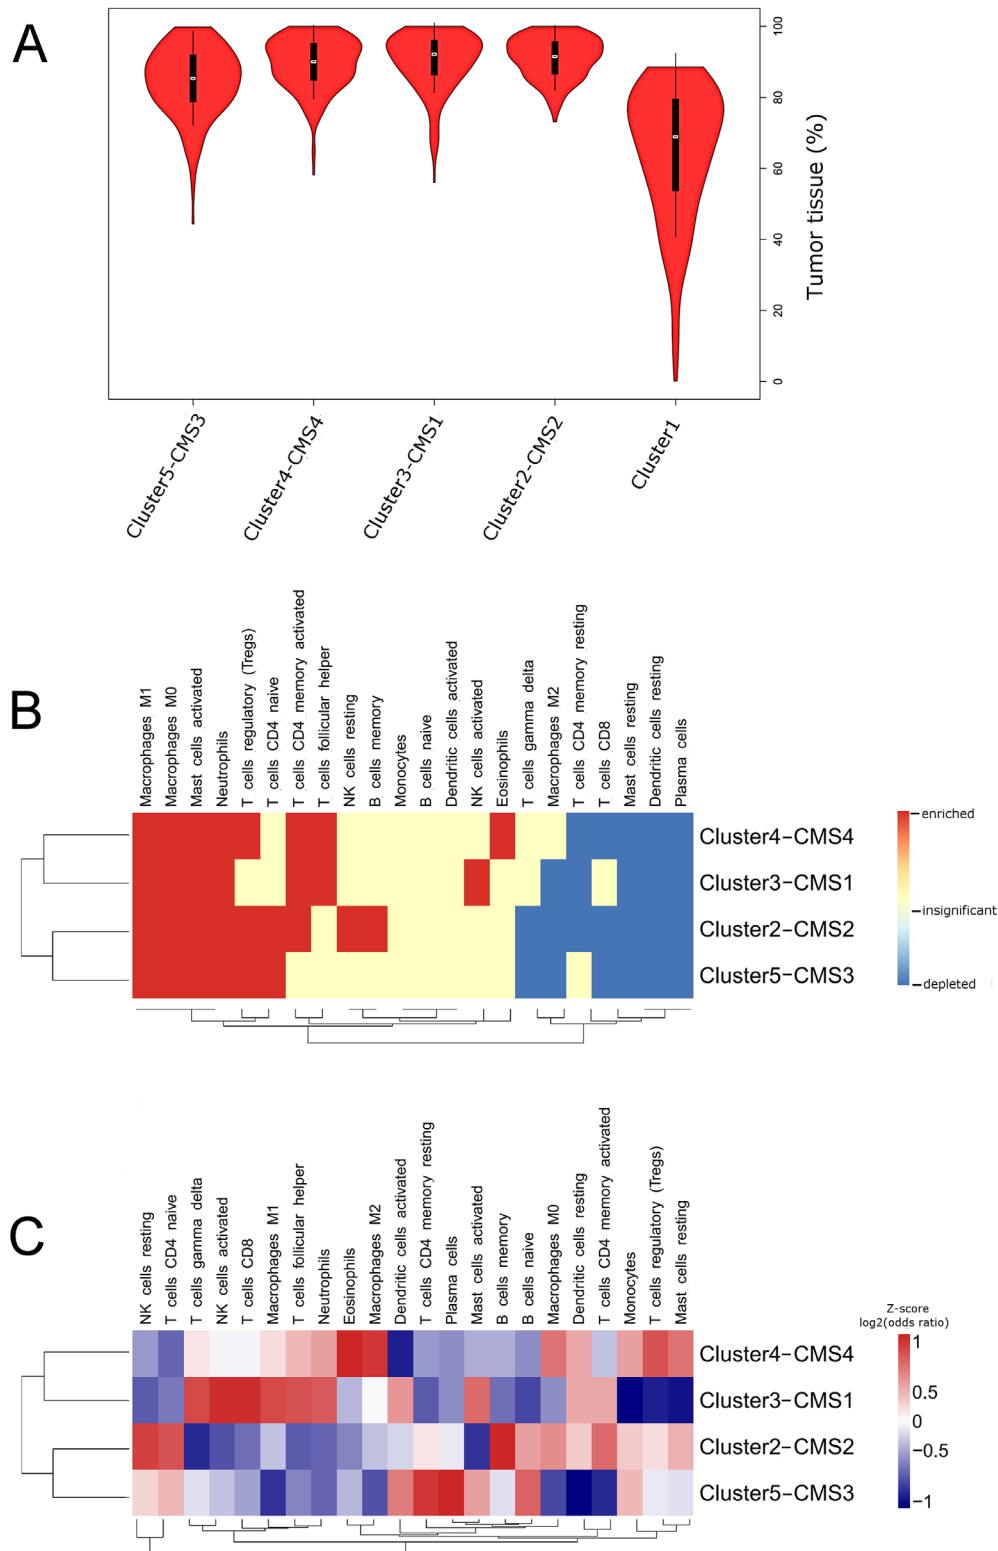 A
100
80
60
40
20
0
Tumor tissue (%)
Cluster5-CMS3
Cluster4-CMS4
Cluster3-CMS1
Cluster2-CMS2
Cluster1
B
Macrophages M1
Macrophages M0
Mast cells activated
Neutrophils
T cells regulatory (Tregs)
T cells CD4 naive
T cells CD4 memory activated
T cells follicular helper
NK cells resting
B cells memory
Monocytes
B cells naive
Dendritic cells activated
NK cells activated
Eosinophils
T cells gamma delta
Macrophages M2
T cells CD4 memory resting
T cells CD8
Mast cells resting
Dendritic cells resting
Plasma cells
Cluster4-CMS4
Cluster3-CMS1
Cluster2-CMS2
Cluster5-CMS3
enriched
insignificant
depleted
C
NK cells resting
T cells CD4 naive
T cells gamma delta
NK cells activated
T cells CD8
Macrophages M1
T cells follicular helper
Neutrophils
Eosinophils
Macrophages M2
Dendritic cells activated
T cells CD4 memory resting
Plasma cells
Mast cells activated
B cells memory
B cells naive
Macrophages M0
Dendritic cells resting
T cells CD4 memory activated
Monocytes
T cells regulatory (Tregs)
Mast cells resting
Cluster4-CMS4
Cluster3-CMS1
Cluster2-CMS2
Cluster5-CMS3
Z-score
log2(odds ratio)
1
0.5
0
-0.5
-1